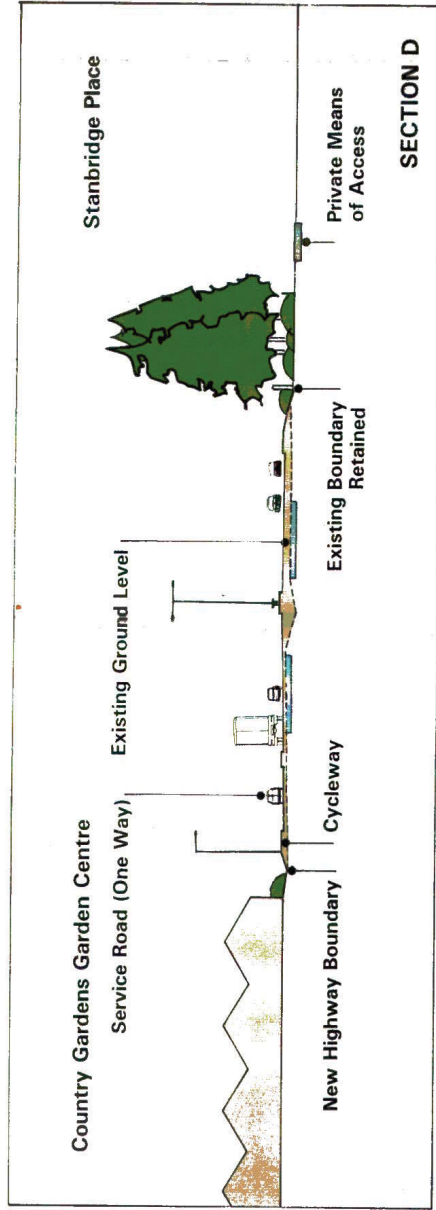 Country Gardens Garden Centre
Stanbridge Place
Service Road (One Way)
Existing Ground Level
New Highway Boundary
Cycleway
Existing Boundary
Retained
Private Means
of Access
SECTION D